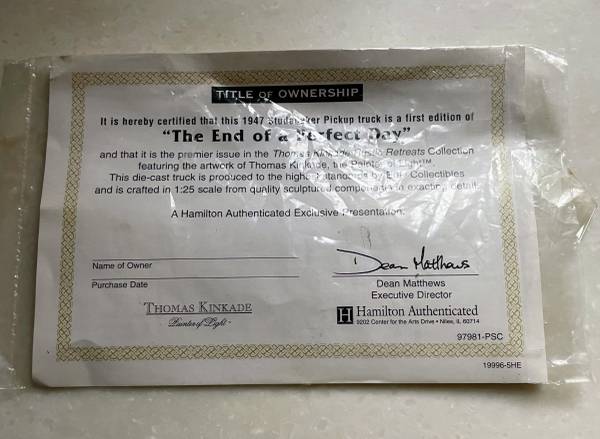 TITLE OF OWNERSHIP
It is hereby certified that this 1947 Studebaker Pickup truck is a first edition of
"The End of a Perfect Day"
and that it is the premier issue in the Thomas Kinkade Retreats Collection
featuring the artwork of Thomas Kinkade, the Painter of Light™
This die-cast truck is produced to the highest standards by Collectibles
and is crafted in 1:25 scale from quality sculptured components in exacting detail
A Hamilton Authenticated Exclusive Presentation.
Dean Matthews
Name of Owner
Purchase Date
Dean Matthews
Executive Director
THOMAS KINKADE
Painter of Light™
H Hamilton Authenticated
9202 Center for the Arts Drive • Niles, IL 60714
97981-PSC
19996-5HE